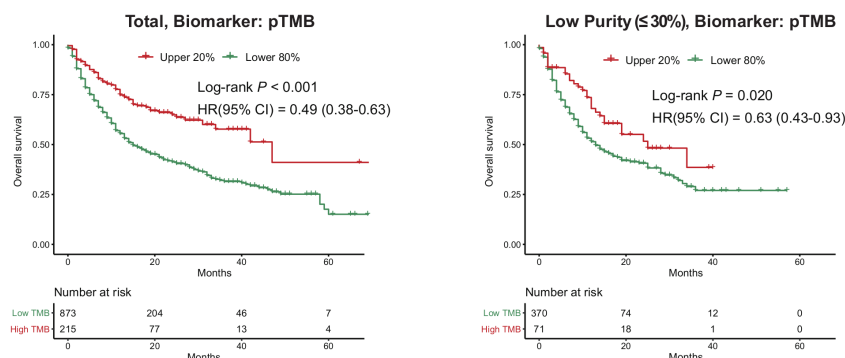 Total, Biomarker: pTMB
1.00
0.75
0.50
0.25
0.00
Overall survival
Upper 20% Lower 80%
Log-rank P < 0.001
HR(95% CI) = 0.49 (0.38-0.63)
0 20 40 60
Months
Number at risk
Low TMB 873 204 46 7
High TMB 215 77 13 4
0 20 40 60
Months
Low Purity (≤30%), Biomarker: pTMB
1.00
0.75
0.50
0.25
0.00
Overall survival
Upper 20% Lower 80%
Log-rank P = 0.020
HR(95% CI) = 0.63 (0.43-0.93)
0 20 40 60
Months
Number at risk
Low TMB 370 74 12 0
High TMB 71 18 1 0
0 20 40 60
Months